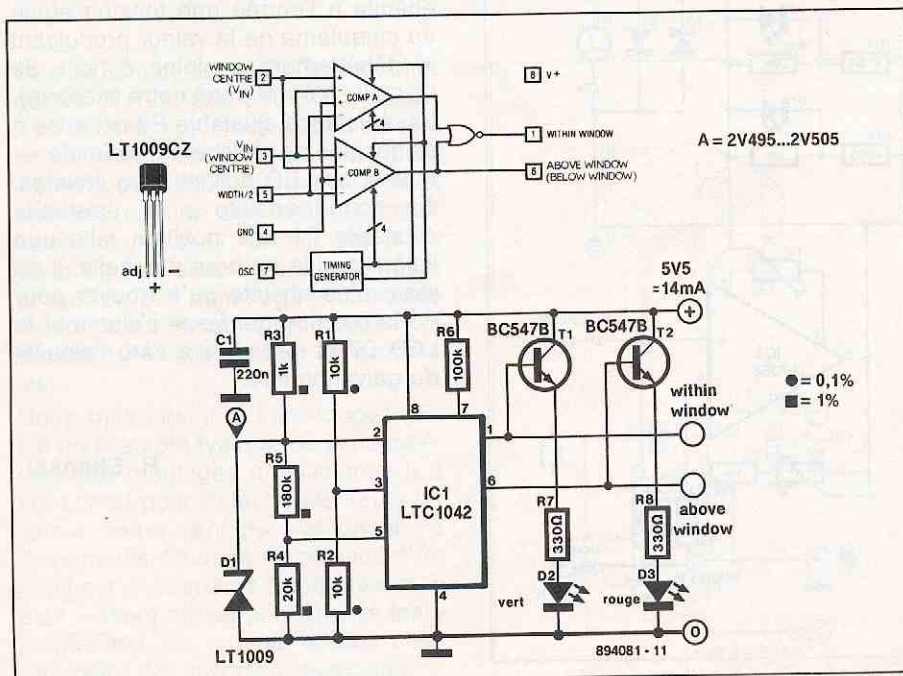 WINDOW
CENTRE
(VIN)
2
COMP A
8 V+
VIN
(WINDOW
CENTRE)
3
COMP B
4
1 WITHIN WINDOW
A = 2V495...2V505
LT1009CZ
WIDTH/2 5
6 ABOVE WINDOW
(BELOW WINDOW)
GND 4
4
OSC 7
TIMING
GENERATOR
adj + −
5V5
=14mA
+
C1
220n
R3
1k
R1
10k
R6
100k
BC547B T1
BC547B T2
● = 0,1%
■ = 1%
A
8
7
2
1
within
window
R5
180k
3
IC1
LTC1042
6
above
window
5
R7
330Ω
R8
330Ω
D1
R4
20k
R2
10k
4
D2
D3
vert
rouge
0
LT1009
894081 - 11